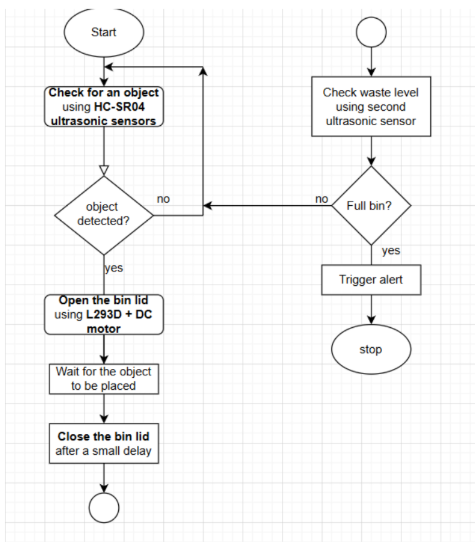 Start
Check for an object
using HC-SR04
ultrasonic sensors
object
detected?
no
yes
Open the bin lid
using L293D + DC
motor
Wait for the object
to be placed
Close the bin lid
after a small delay
Check waste level
using second
ultrasonic sensor
Full bin?
no
yes
Trigger alert
stop